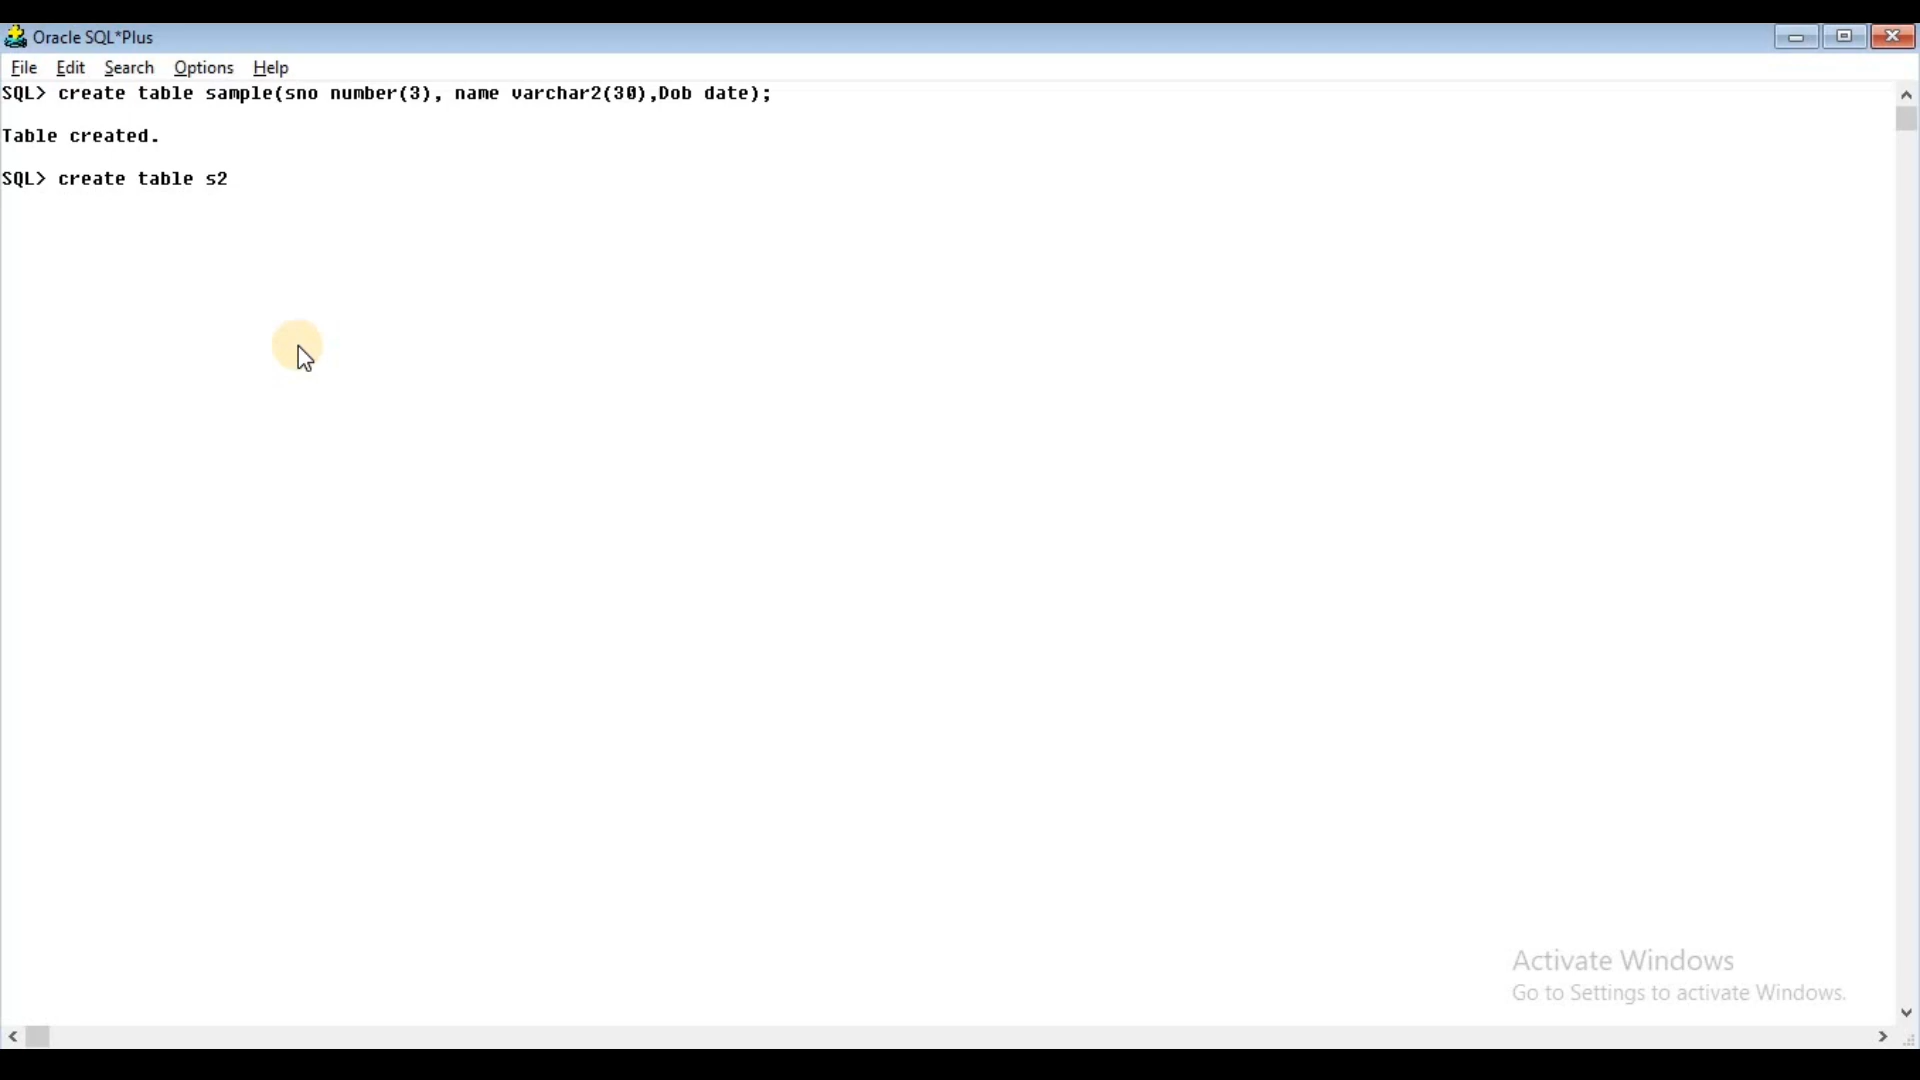 Oracle SQL*Plus
File Edit Search Options Help
SQL> create table sample(sno number(3), name varchar2(30),Dob date);
Table created.
SQL> create table s2
Activate Windows
Go to Settings to activate Windows.